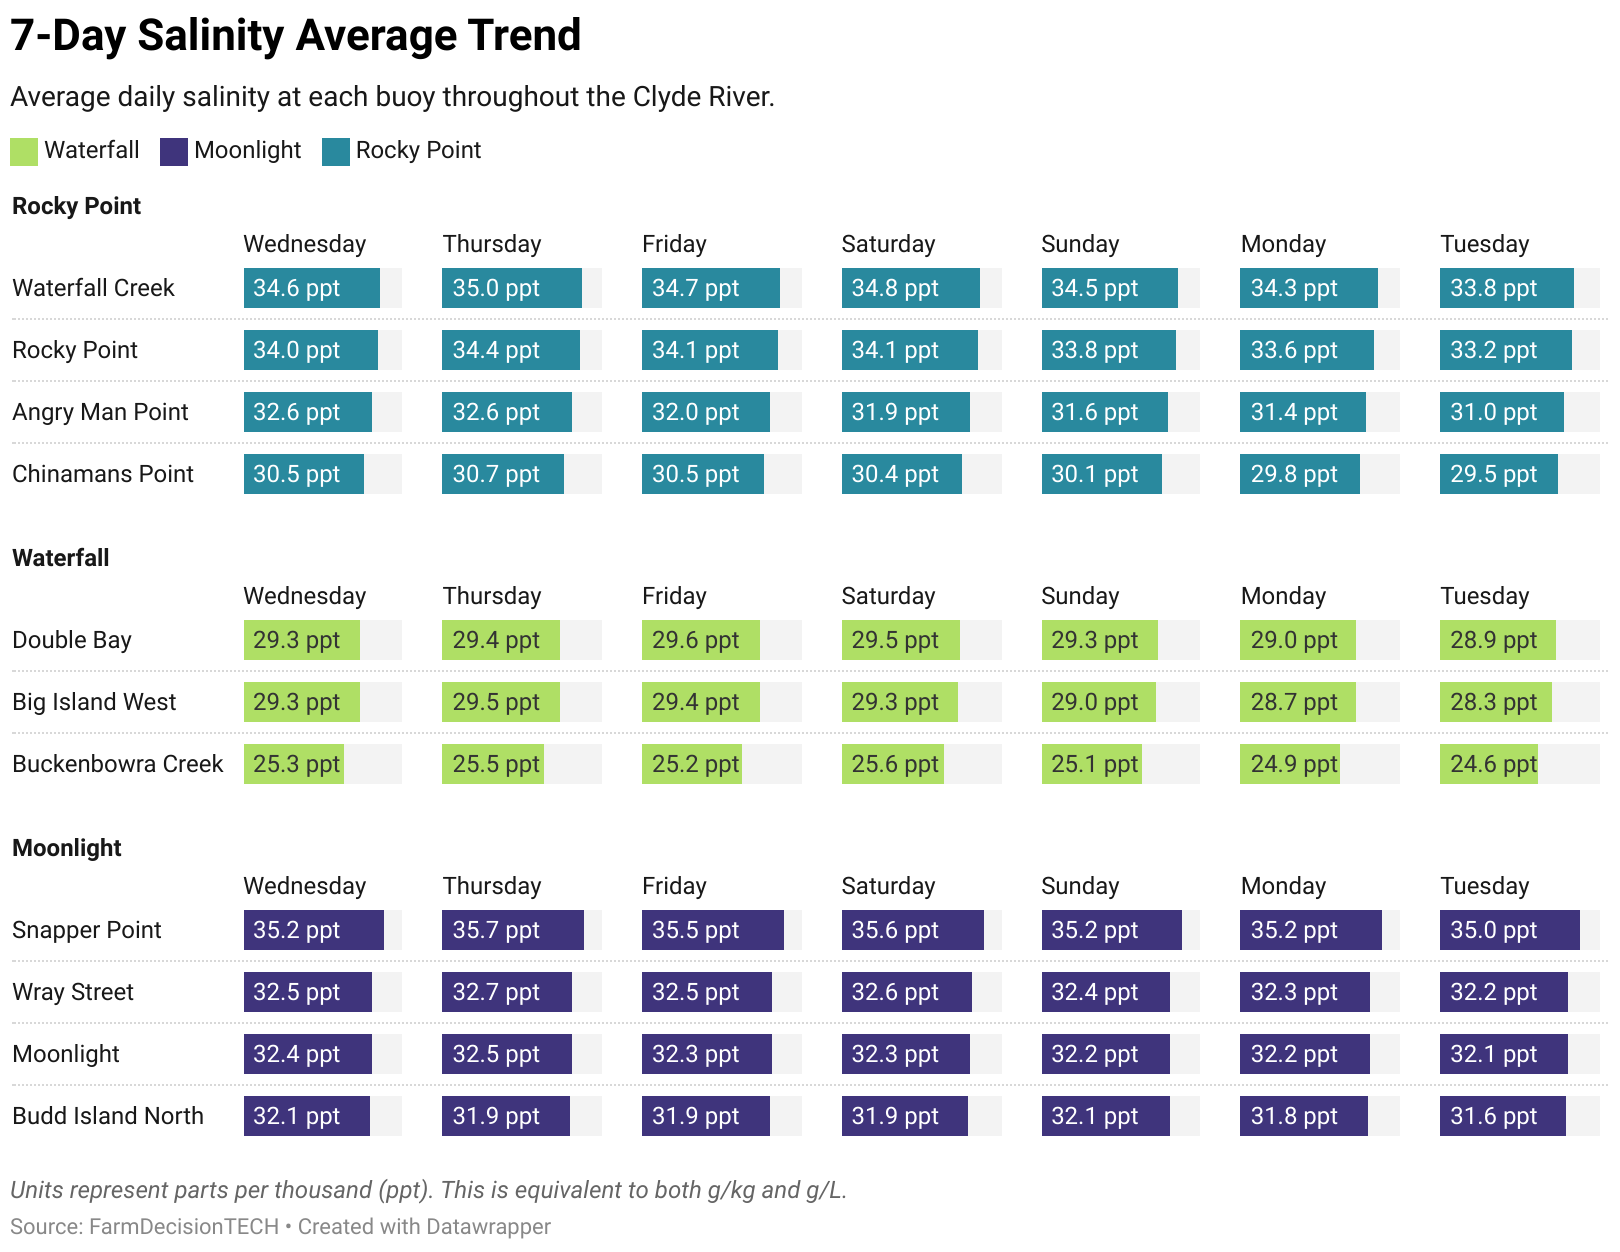 7-Day Salinity Average Trend
Average daily salinity at each buoy throughout the Clyde River.
Waterfall Moonlight Rocky Point
Rocky Point
Wednesday Thursday Friday Saturday Sunday Monday Tuesday
Waterfall Creek 34.6 ppt 35.0 ppt 34.7 ppt 34.8 ppt 34.5 ppt 34.3 ppt 33.8 ppt
Rocky Point 34.0 ppt 34.4 ppt 34.1 ppt 34.1 ppt 33.8 ppt 33.6 ppt 33.2 ppt
Angry Man Point 32.6 ppt 32.6 ppt 32.0 ppt 31.9 ppt 31.6 ppt 31.4 ppt 31.0 ppt
Chinamans Point 30.5 ppt 30.7 ppt 30.5 ppt 30.4 ppt 30.1 ppt 29.8 ppt 29.5 ppt
Waterfall
Wednesday Thursday Friday Saturday Sunday Monday Tuesday
Double Bay 29.3 ppt 29.4 ppt 29.6 ppt 29.5 ppt 29.3 ppt 29.0 ppt 28.9 ppt
Big Island West 29.3 ppt 29.5 ppt 29.4 ppt 29.3 ppt 29.0 ppt 28.7 ppt 28.3 ppt
Buckenbowra Creek 25.3 ppt 25.5 ppt 25.2 ppt 25.6 ppt 25.1 ppt 24.9 ppt 24.6 ppt
Moonlight
Wednesday Thursday Friday Saturday Sunday Monday Tuesday
Snapper Point 35.2 ppt 35.7 ppt 35.5 ppt 35.6 ppt 35.2 ppt 35.2 ppt 35.0 ppt
Wray Street 32.5 ppt 32.7 ppt 32.5 ppt 32.6 ppt 32.4 ppt 32.3 ppt 32.2 ppt
Moonlight 32.4 ppt 32.5 ppt 32.3 ppt 32.3 ppt 32.2 ppt 32.2 ppt 32.1 ppt
Budd Island North 32.1 ppt 31.9 ppt 31.9 ppt 31.9 ppt 32.1 ppt 31.8 ppt 31.6 ppt
Units represent parts per thousand (ppt). This is equivalent to both g/kg and g/L.
Source: FarmDecisionTECH • Created with Datawrapper